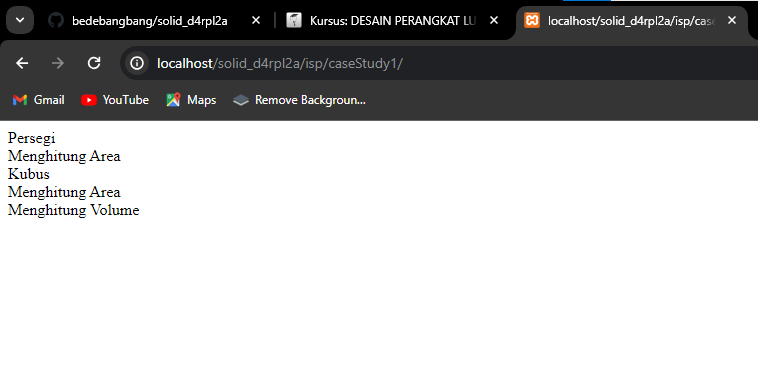 bedebangbang/solid_d4rpl2a
Kursus: DESAIN PERANGKAT LU
localhost/solid_d4rpl2a/isp/cas
localhost/solid_d4rpl2a/isp/caseStudy1/
Gmail
YouTube
Maps
Remove Backgroun...
Persegi
Menghitung Area
Kubus
Menghitung Area
Menghitung Volume